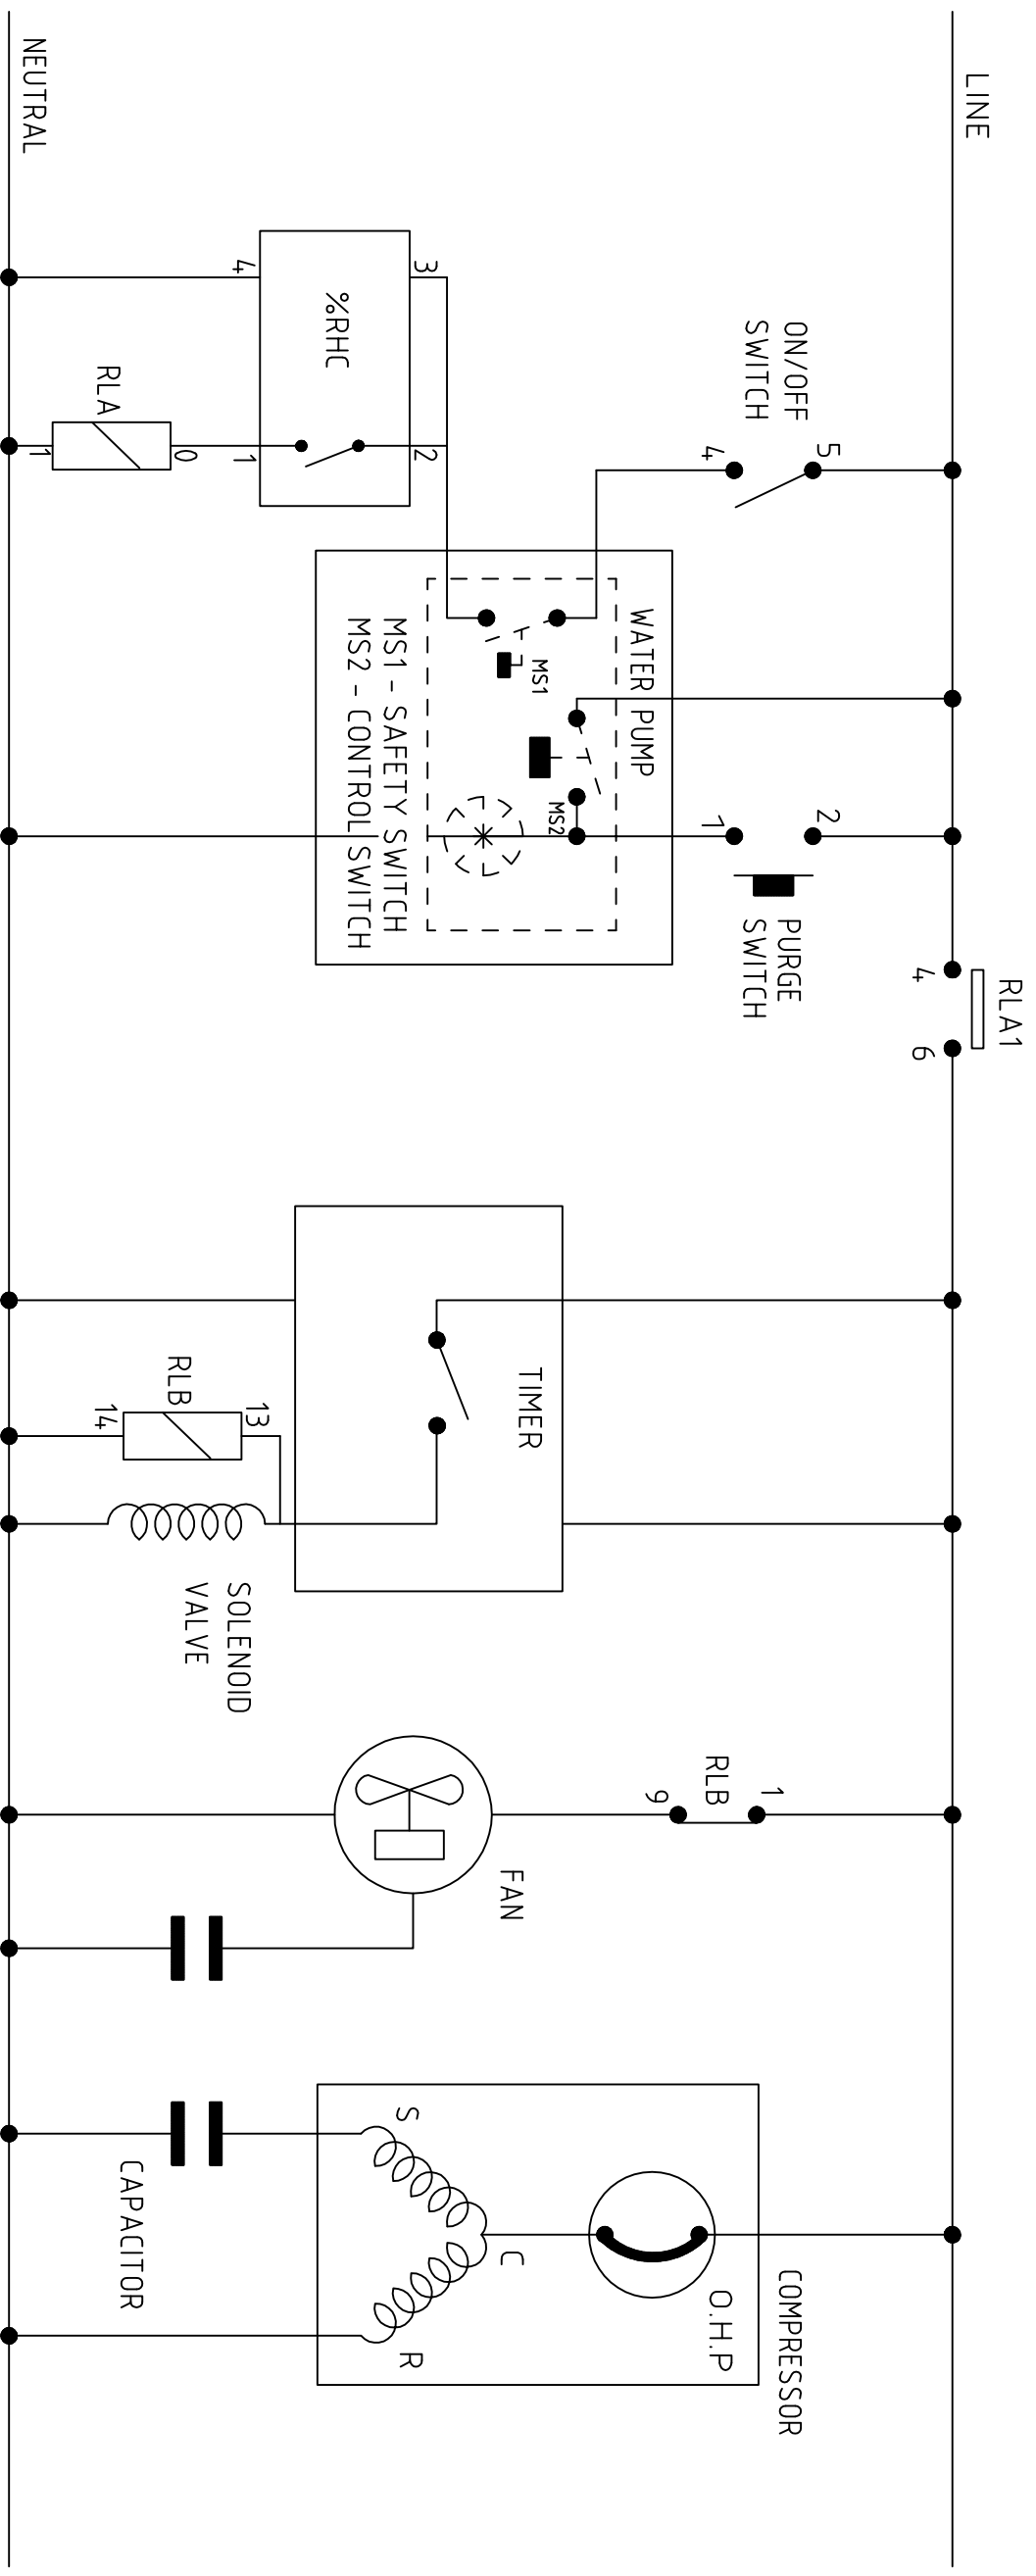 LINE
RLA1
4
6
ON/OFF
SWITCH
5
4
2
1
PURGE
SWITCH
WATER PUMP
MS1
MS2
MS1 - SAFETY SWITCH
MS2 - CONTROL SWITCH
3
2
%RHC
4
1
RLA
0
1
TIMER
13
RLB
14
SOLENOID
VALVE
1
RLB
9
FAN
COMPRESSOR
O.H.P
C
S
R
CAPACITOR
NEUTRAL